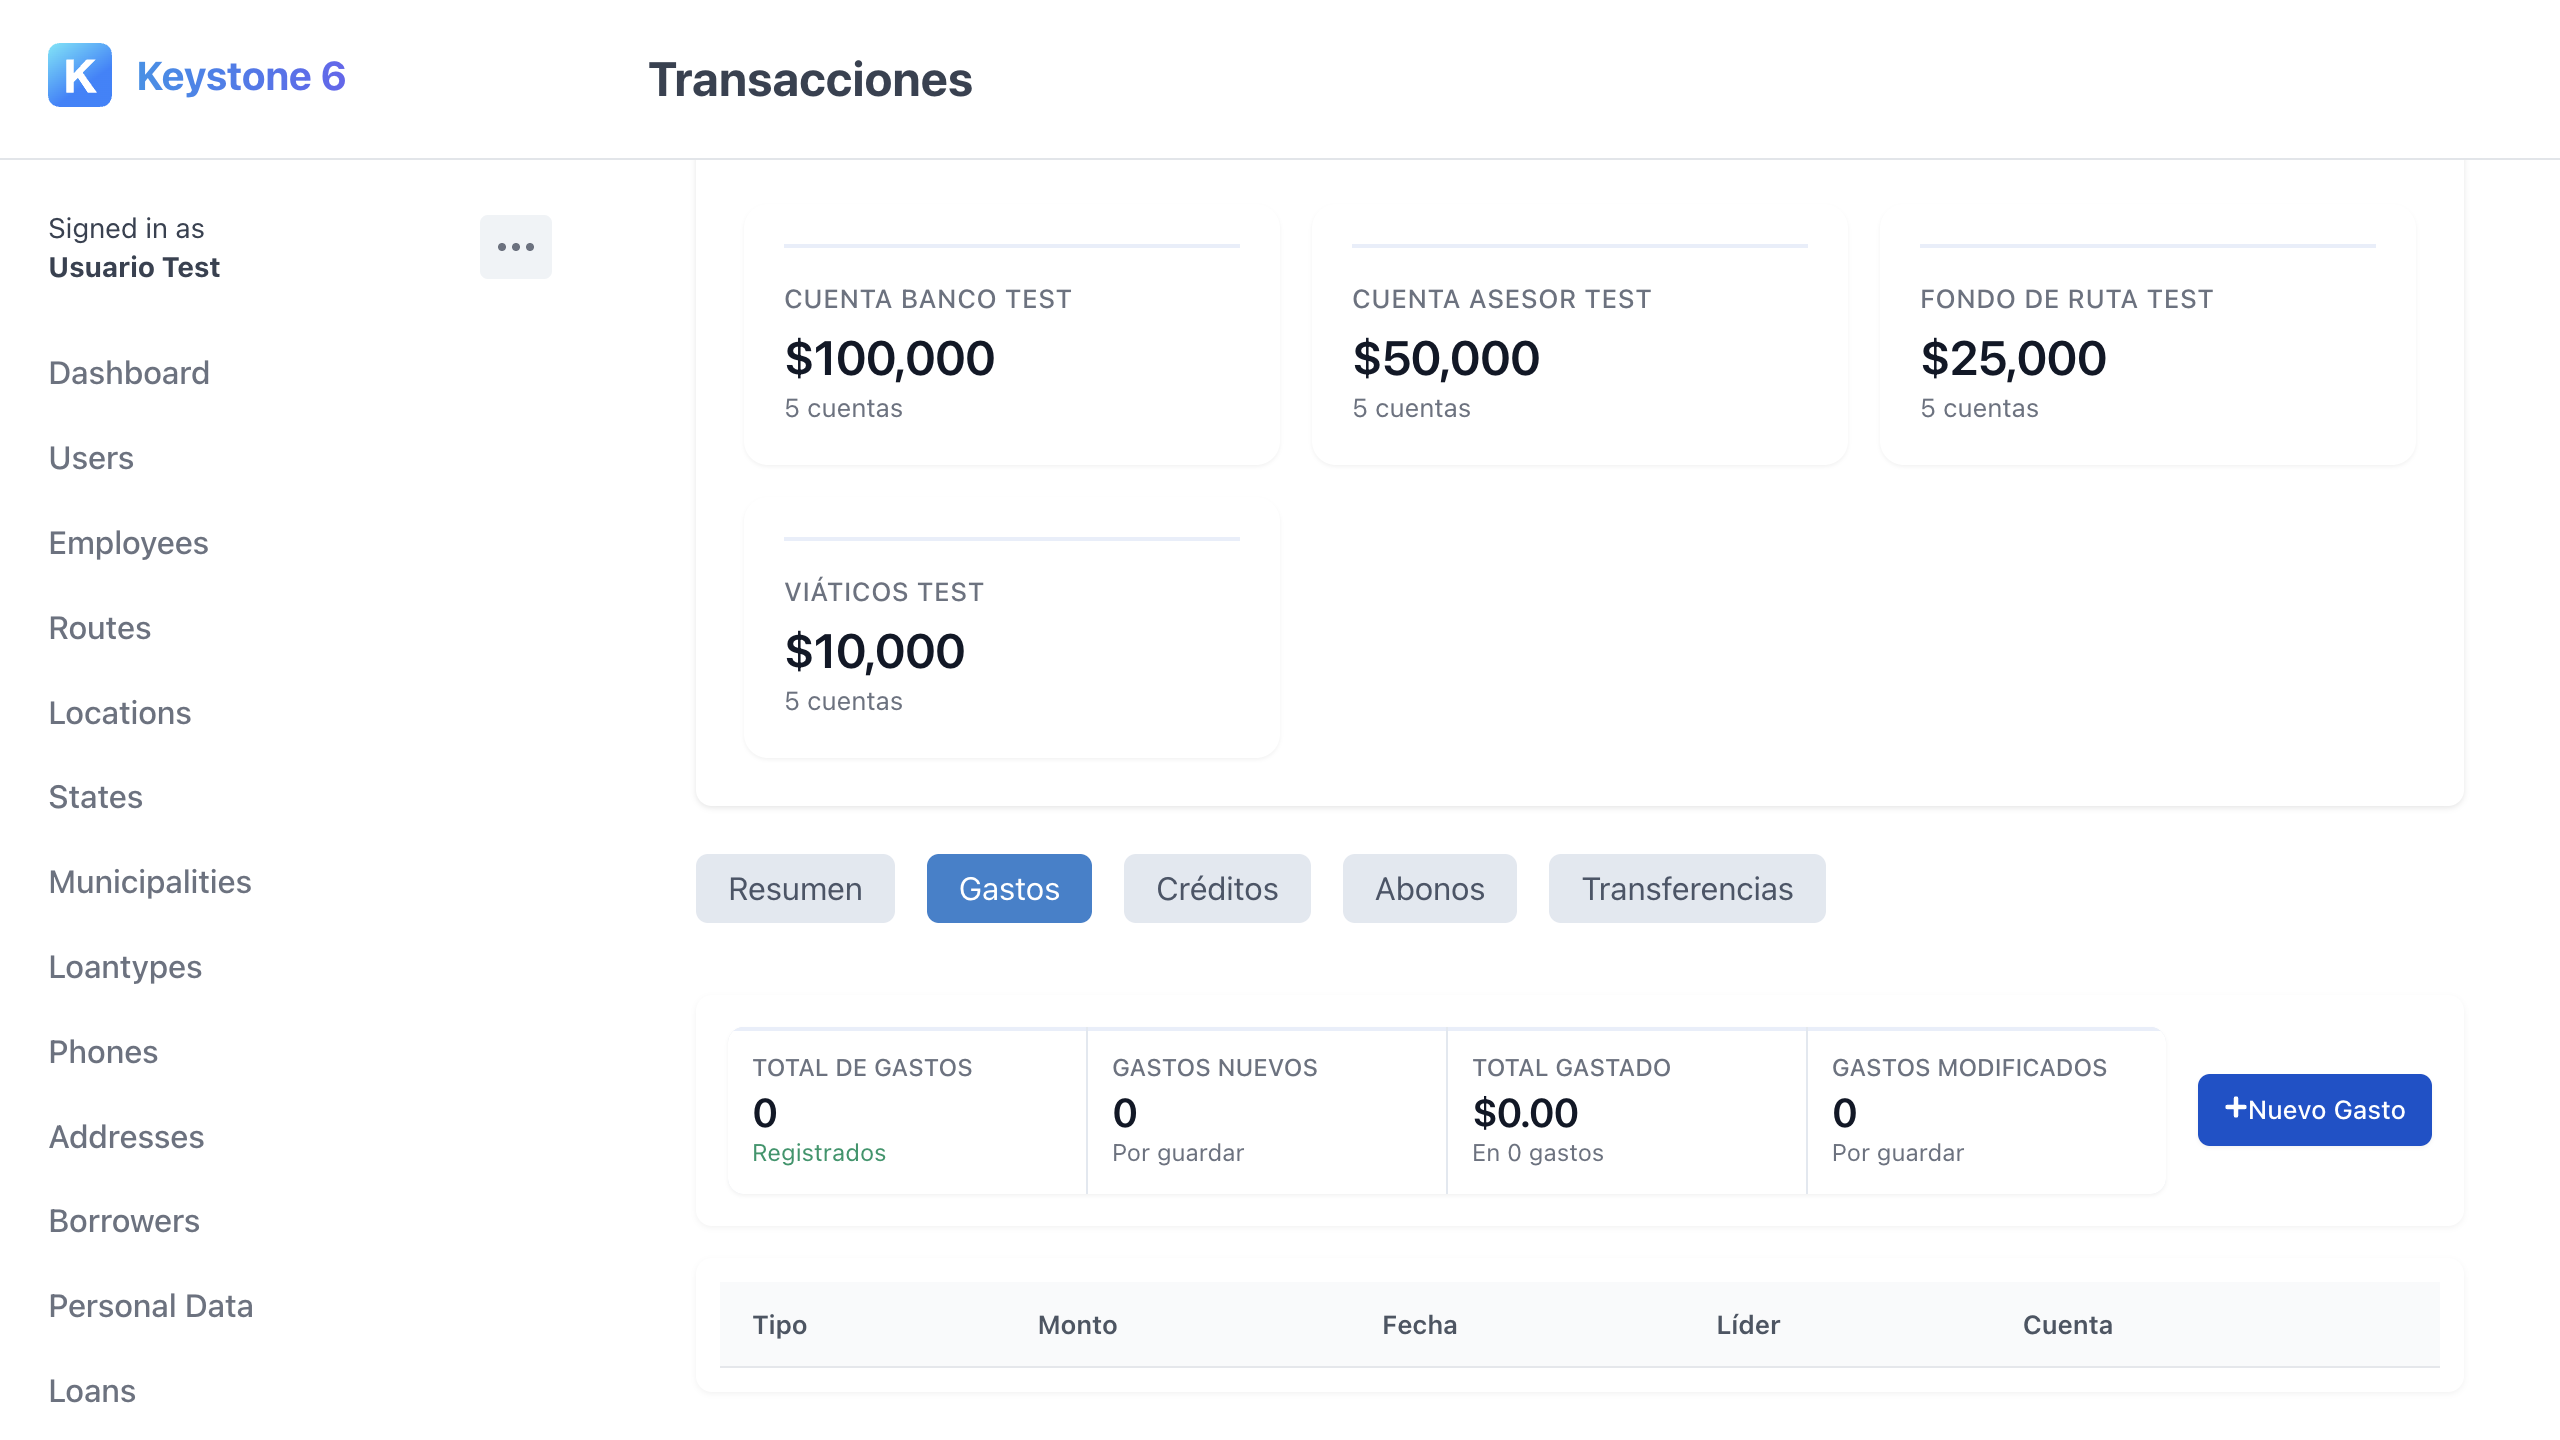 K Keystone 6
Transacciones
Signed in as
Usuario Test
Dashboard
Users
Employees
Routes
Locations
States
Municipalities
Loantypes
Phones
Addresses
Borrowers
Personal Data
Loans
CUENTA BANCO TEST
$100,000
5 cuentas
CUENTA ASESOR TEST
$50,000
5 cuentas
FONDO DE RUTA TEST
$25,000
5 cuentas
VIÁTICOS TEST
$10,000
5 cuentas
Resumen Gastos Créditos Abonos Transferencias
TOTAL DE GASTOS
0
Registrados
GASTOS NUEVOS
0
Por guardar
TOTAL GASTADO
$0.00
En 0 gastos
GASTOS MODIFICADOS
0
Por guardar
+Nuevo Gasto
Tipo Monto Fecha Líder Cuenta